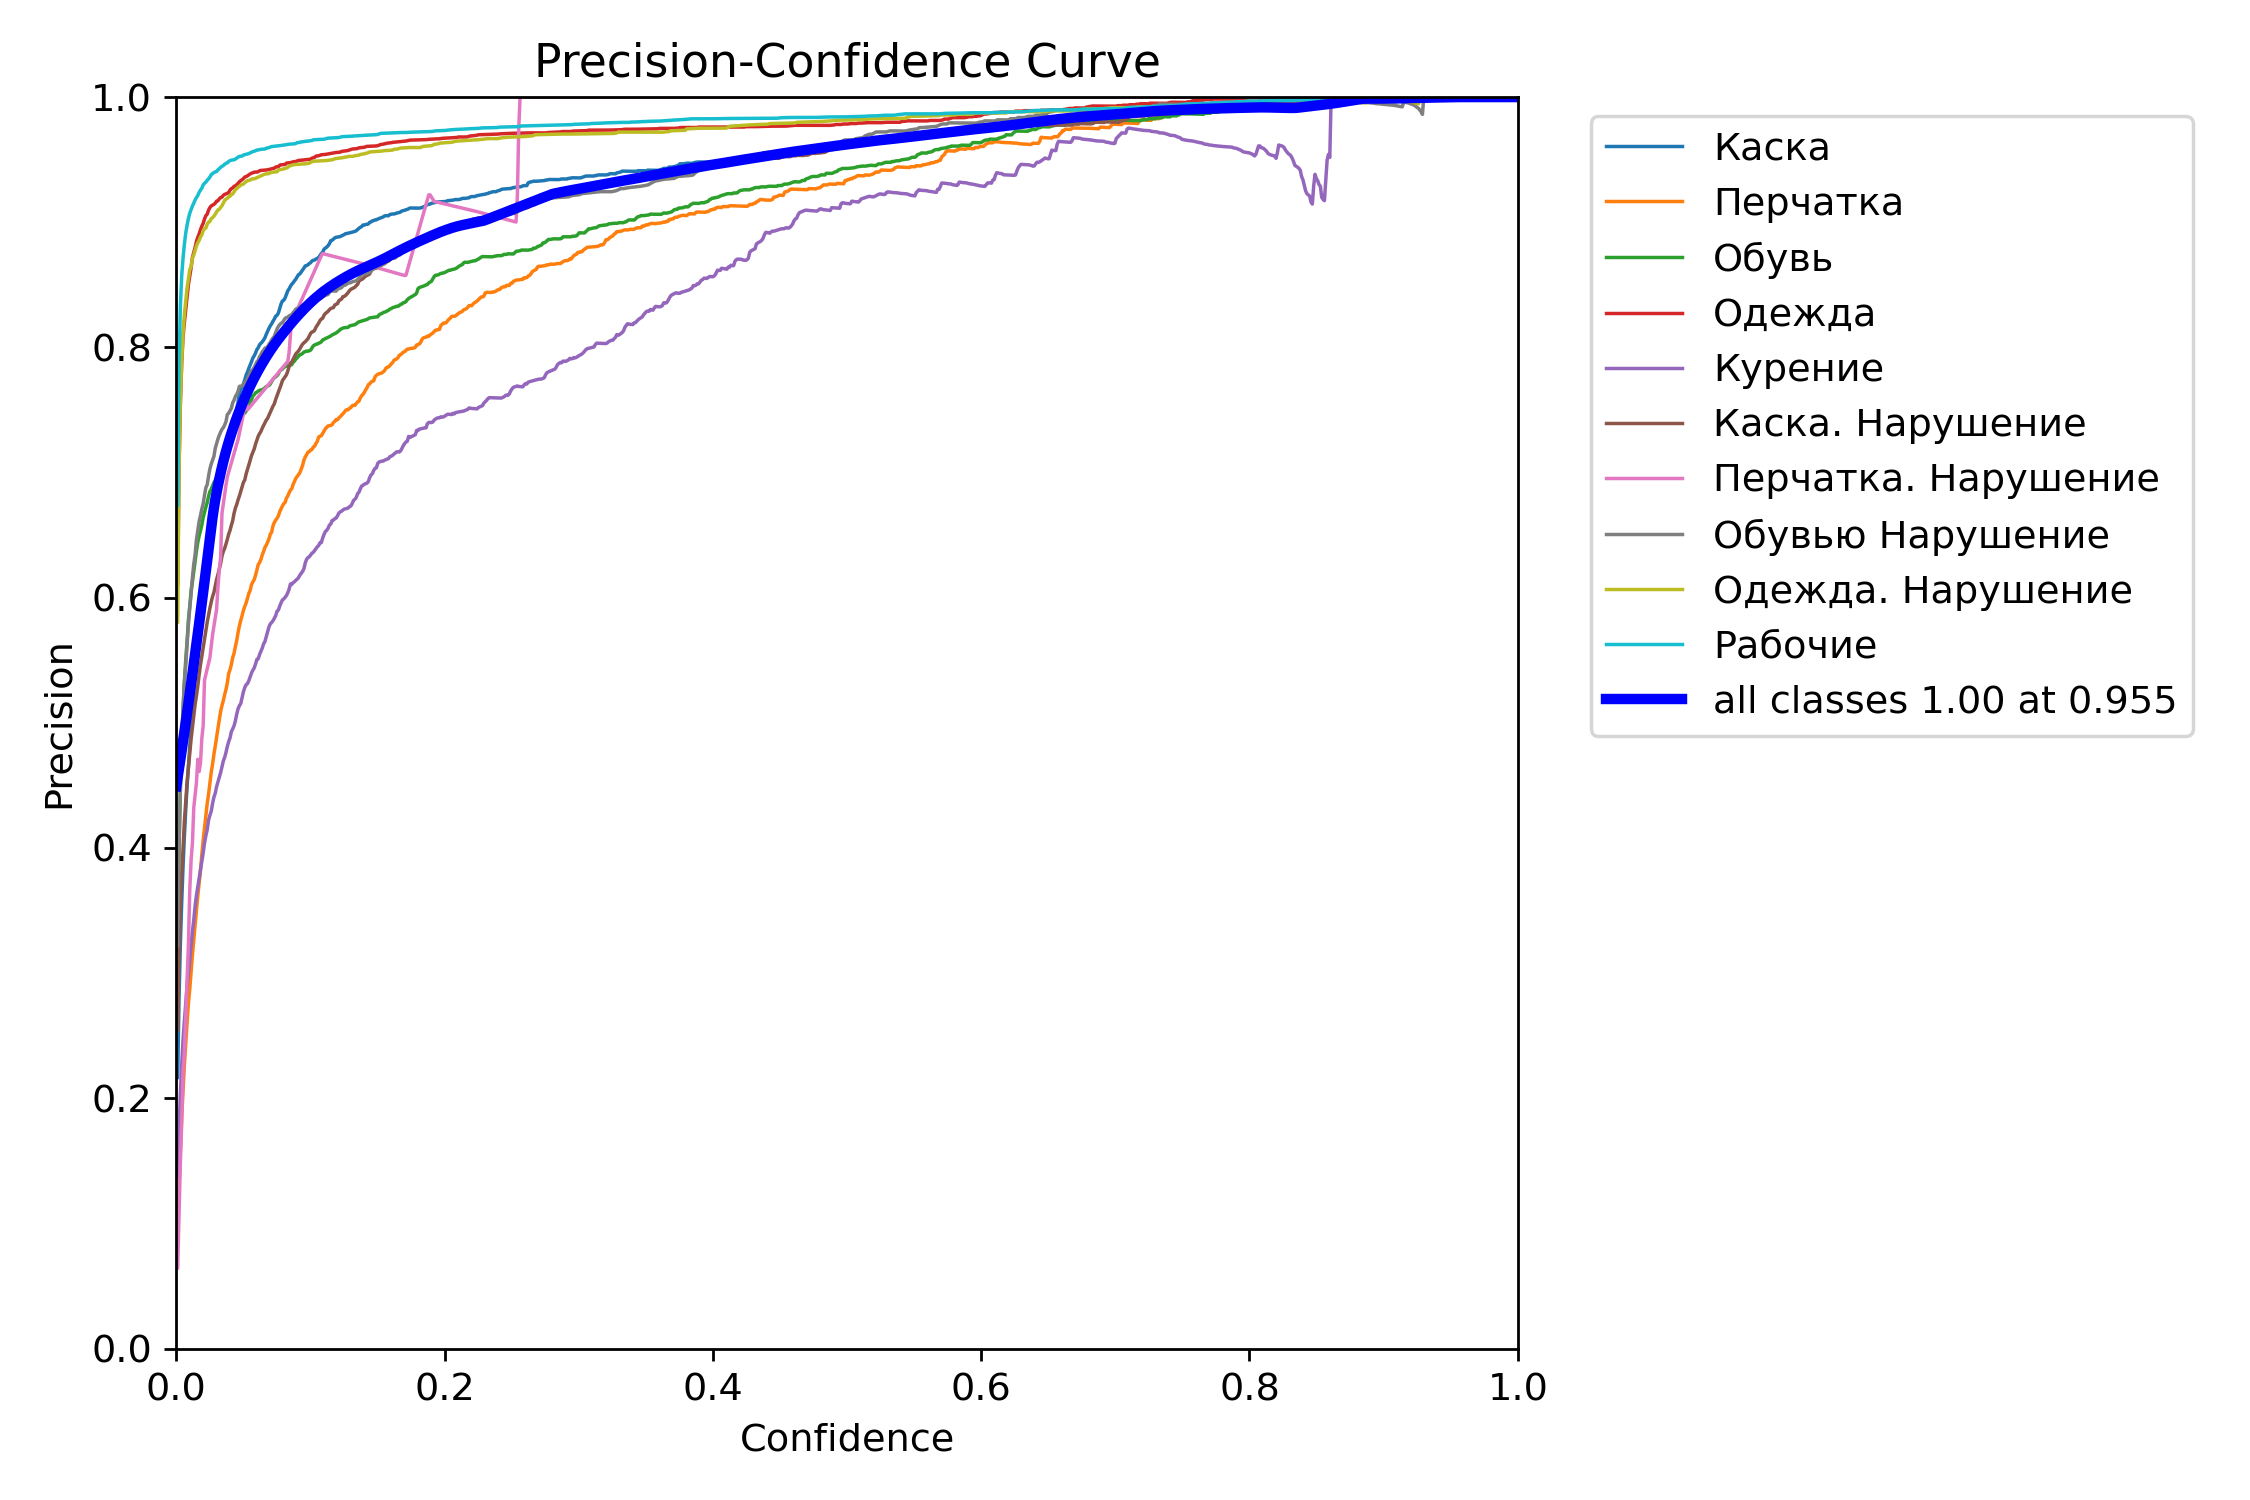 Precision-Confidence Curve
1.0
0.8
0.6
0.4
0.2
0.0
Precision
0.0 0.2 0.4 0.6 0.8 1.0
Confidence
Каска
Перчатка
Обувь
Одежда
Курение
Каска. Нарушение
Перчатка. Нарушение
Обувью Нарушение
Одежда. Нарушение
Рабочие
all classes 1.00 at 0.955